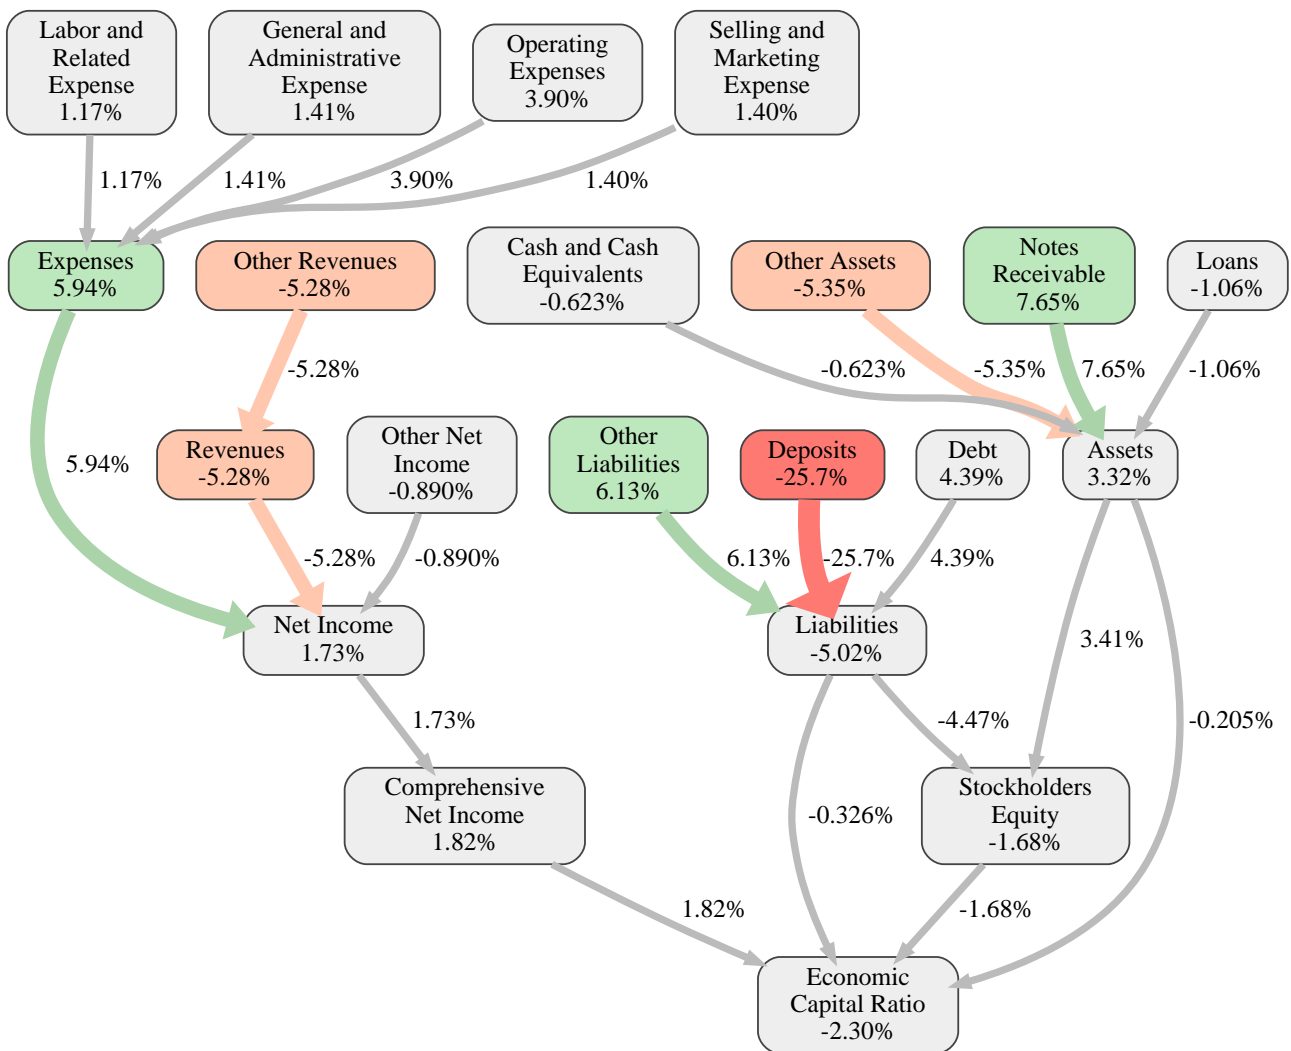 Labor and
Related
Expense
1.17%
General and
Administrative
Expense
1.41%
Operating
Expenses
3.90%
Selling and
Marketing
Expense
1.40%
1.17%
1.41%
3.90%
1.40%
Expenses
5.94%
Other Revenues
-5.28%
Cash and Cash
Equivalents
-0.623%
Other Assets
-5.35%
Notes
Receivable
7.65%
Loans
-1.06%
-5.28%
-0.623%
-5.35%
7.65%
-1.06%
5.94%
Revenues
-5.28%
Other Net
Income
-0.890%
Other
Liabilities
6.13%
Deposits
-25.7%
Debt
4.39%
Assets
3.32%
-5.28%
-0.890%
6.13%
-25.7%
4.39%
Net Income
1.73%
Liabilities
-5.02%
3.41%
1.73%
-4.47%
-0.205%
Comprehensive
Net Income
1.82%
-0.326%
Stockholders
Equity
-1.68%
1.82%
-1.68%
Economic
Capital Ratio
-2.30%